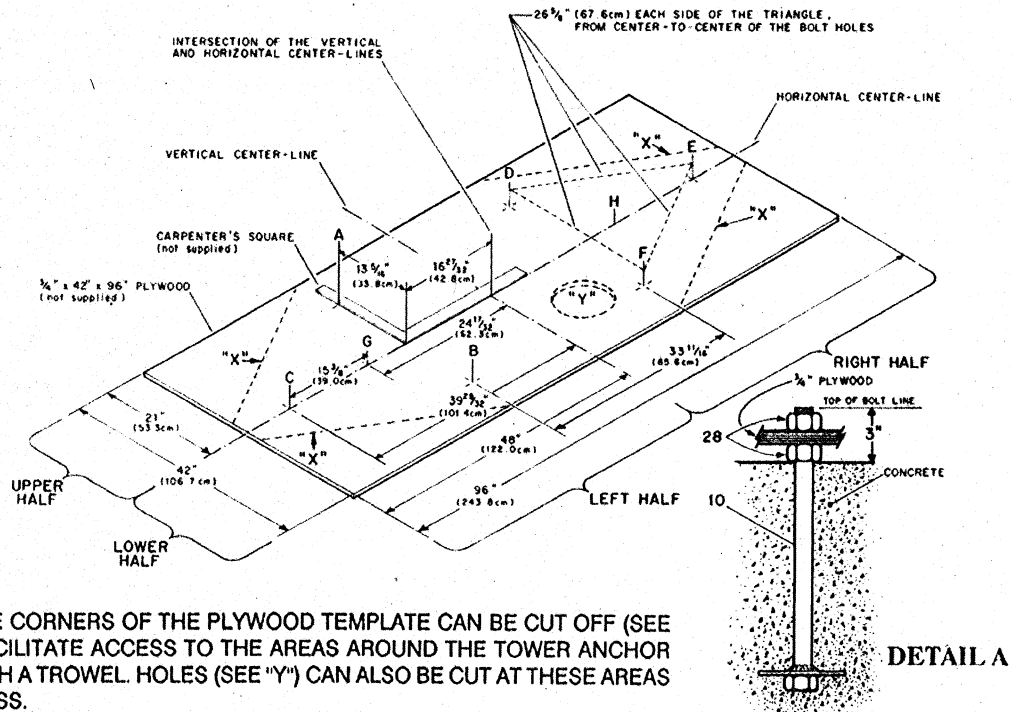 26 5/8" (67.6cm) EACH SIDE OF THE TRIANGLE,
FROM CENTER-TO-CENTER OF THE BOLT HOLES
INTERSECTION OF THE VERTICAL
AND HORIZONTAL CENTER-LINES
HORIZONTAL CENTER-LINE
"X"
E
VERTICAL CENTER-LINE
D
H
"X"
A
CARPENTER'S SQUARE
(not supplied)
13 5/16"
(33.8cm)
16 27/32"
(42.8cm)
F
3/4" x 42" x 96" PLYWOOD
(not supplied)
"Y"
24 17/32"
(62.3cm)
G
"X"
15 3/8"
(39.0cm)
B
33 11/16"
(85.6cm)
C
RIGHT HALF
39 29/32"
(101.4cm)
3/4" PLYWOOD
TOP OF BOLT LINE
21"
(53.3cm)
48"
(122.0cm)
28
3"
"X"
42"
(106.7cm)
96"
(243.8cm)
CONCRETE
UPPER
HALF
LEFT HALF
10
LOWER
HALF
E CORNERS OF THE PLYWOOD TEMPLATE CAN BE CUT OFF (SEE
CILITATE ACCESS TO THE AREAS AROUND THE TOWER ANCHOR
H A TROWEL. HOLES (SEE "Y") CAN ALSO BE CUT AT THESE AREAS
SS.
DETAIL A